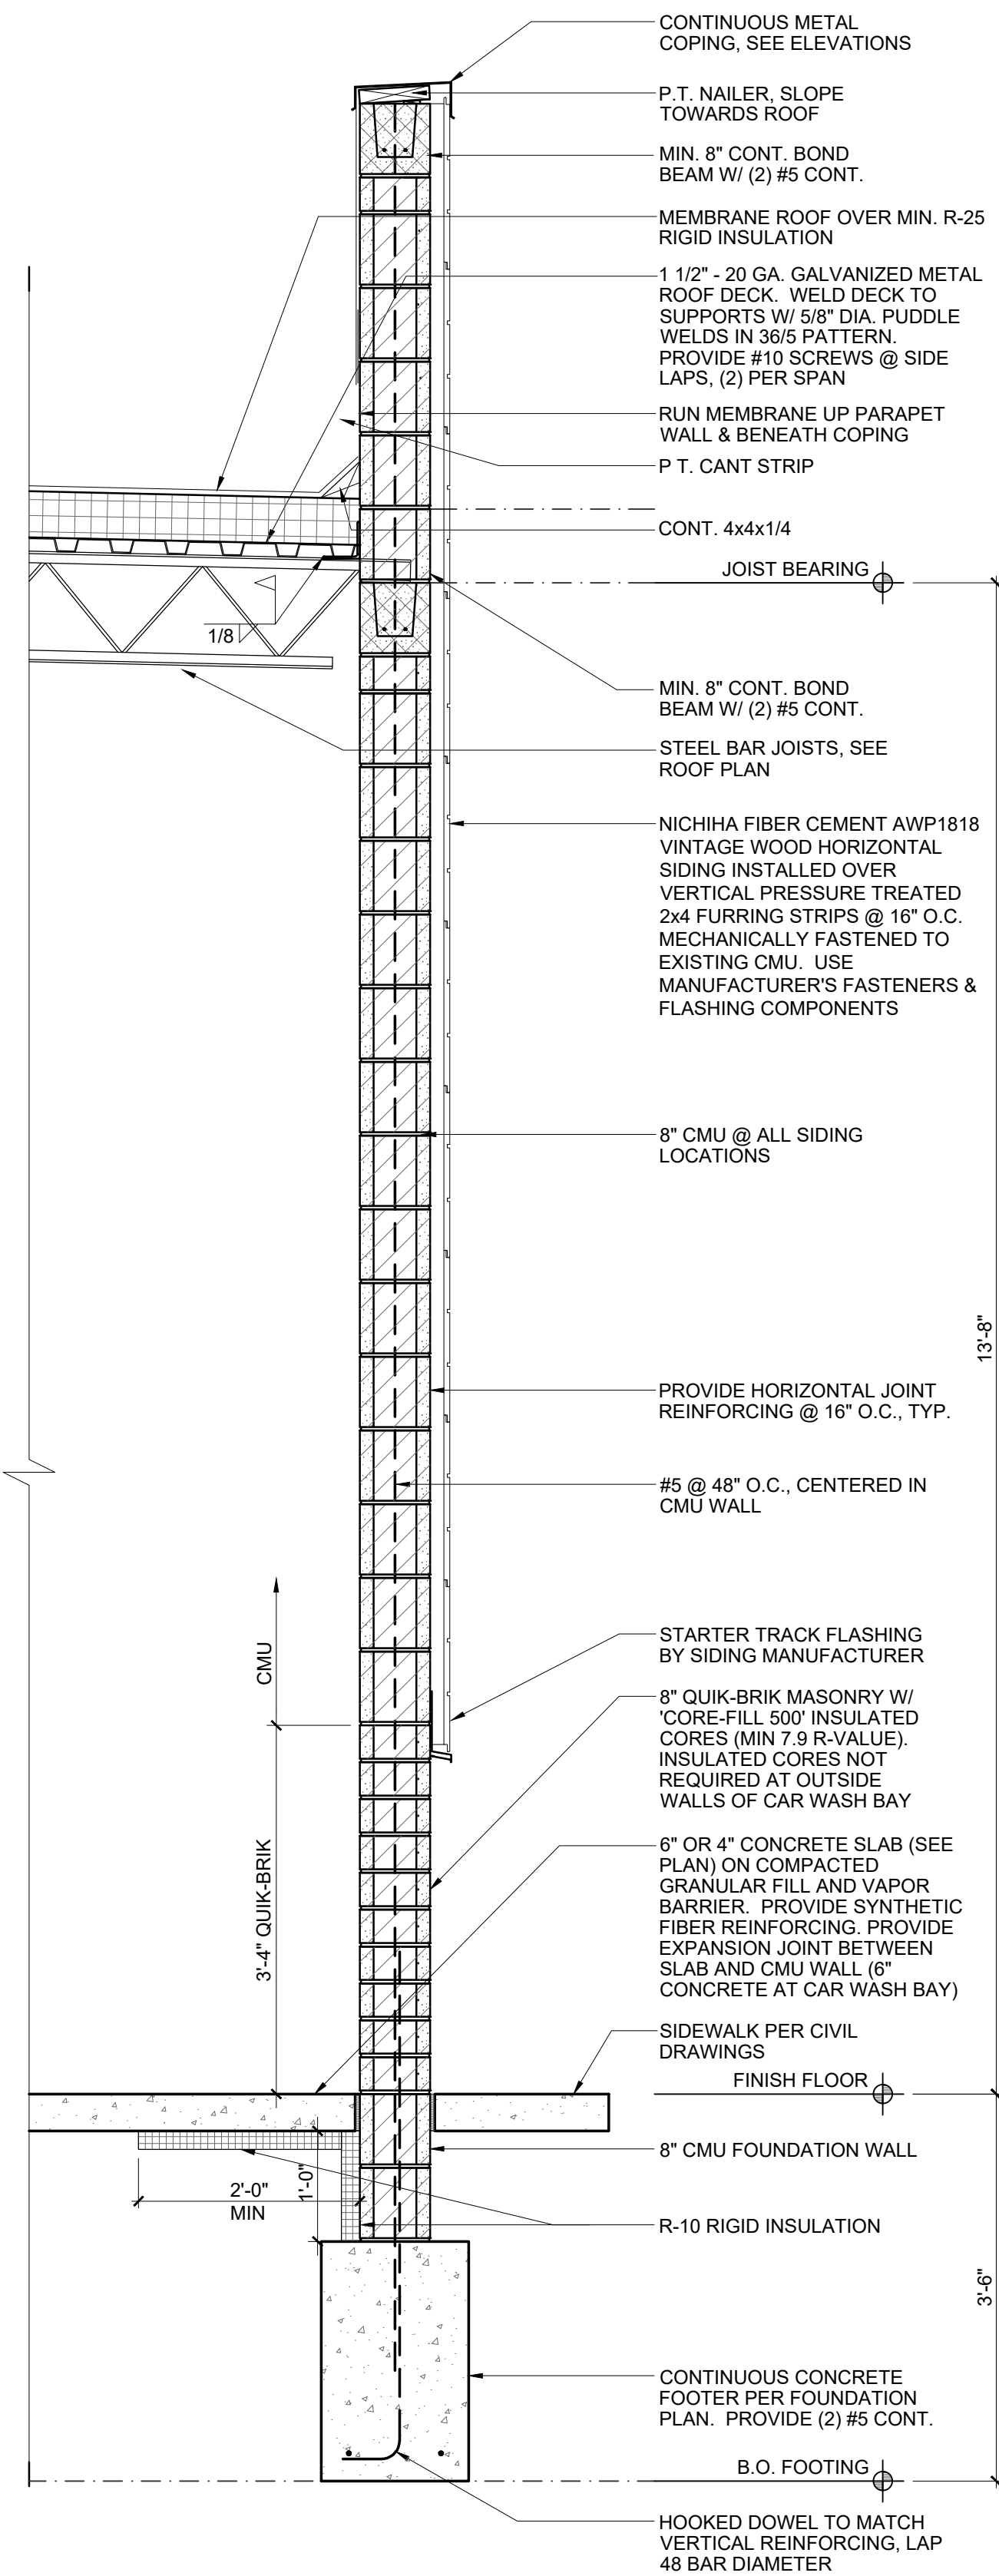 CONTINUOUS METAL
COPING, SEE ELEVATIONS
P.T. NAILER, SLOPE
TOWARDS ROOF
MIN. 8" CONT. BOND
BEAM W/ (2) #5 CONT.
MEMBRANE ROOF OVER MIN. R-25
RIGID INSULATION
1 1/2" - 20 GA. GALVANIZED METAL
ROOF DECK. WELD DECK TO
SUPPORTS W/ 5/8" DIA. PUDDLE
WELDS IN 36/5 PATTERN.
PROVIDE #10 SCREWS @ SIDE
LAPS, (2) PER SPAN
RUN MEMBRANE UP PARAPET
WALL & BENEATH COPING
P T. CANT STRIP
CONT. 4x4x1/4
JOIST BEARING
1/8
MIN. 8" CONT. BOND
BEAM W/ (2) #5 CONT.
STEEL BAR JOISTS, SEE
ROOF PLAN
NICHIHA FIBER CEMENT AWP1818
VINTAGE WOOD HORIZONTAL
SIDING INSTALLED OVER
VERTICAL PRESSURE TREATED
2x4 FURRING STRIPS @ 16" O.C.
MECHANICALLY FASTENED TO
EXISTING CMU. USE
MANUFACTURER'S FASTENERS &
FLASHING COMPONENTS
8" CMU @ ALL SIDING
LOCATIONS
13'-8"
PROVIDE HORIZONTAL JOINT
REINFORCING @ 16" O.C., TYP.
#5 @ 48" O.C., CENTERED IN
CMU WALL
CMU
STARTER TRACK FLASHING
BY SIDING MANUFACTURER
8" QUIK-BRIK MASONRY W/
'CORE-FILL 500' INSULATED
CORES (MIN 7.9 R-VALUE).
INSULATED CORES NOT
REQUIRED AT OUTSIDE
WALLS OF CAR WASH BAY
3'-4" QUIK-BRIK
6" OR 4" CONCRETE SLAB (SEE
PLAN) ON COMPACTED
GRANULAR FILL AND VAPOR
BARRIER. PROVIDE SYNTHETIC
FIBER REINFORCING. PROVIDE
EXPANSION JOINT BETWEEN
SLAB AND CMU WALL (6"
CONCRETE AT CAR WASH BAY)
SIDEWALK PER CIVIL
DRAWINGS
FINISH FLOOR
8" CMU FOUNDATION WALL
2'-0"
MIN
1'-0"
R-10 RIGID INSULATION
3'-6"
CONTINUOUS CONCRETE
FOOTER PER FOUNDATION
PLAN. PROVIDE (2) #5 CONT.
B.O. FOOTING
HOOKED DOWEL TO MATCH
VERTICAL REINFORCING, LAP
48 BAR DIAMETER